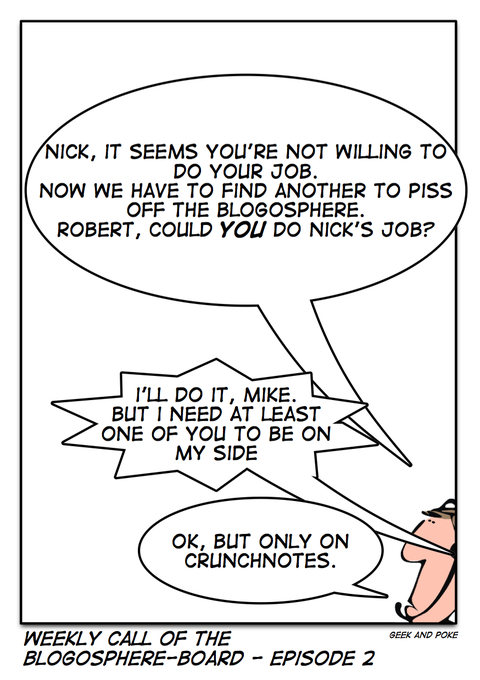 NICK, IT SEEMS YOU'RE NOT WILLING TO
DO YOUR JOB.
NOW WE HAVE TO FIND ANOTHER TO PISS
OFF THE BLOGOSPHERE.
ROBERT, COULD YOU DO NICK'S JOB?
I'LL DO IT, MIKE.
BUT I NEED AT LEAST
ONE OF YOU TO BE ON
MY SIDE
OK, BUT ONLY ON
CRUNCHNOTES.
GEEK AND POKE
WEEKLY CALL OF THE
BLOGOSPHERE-BOARD - EPISODE 2